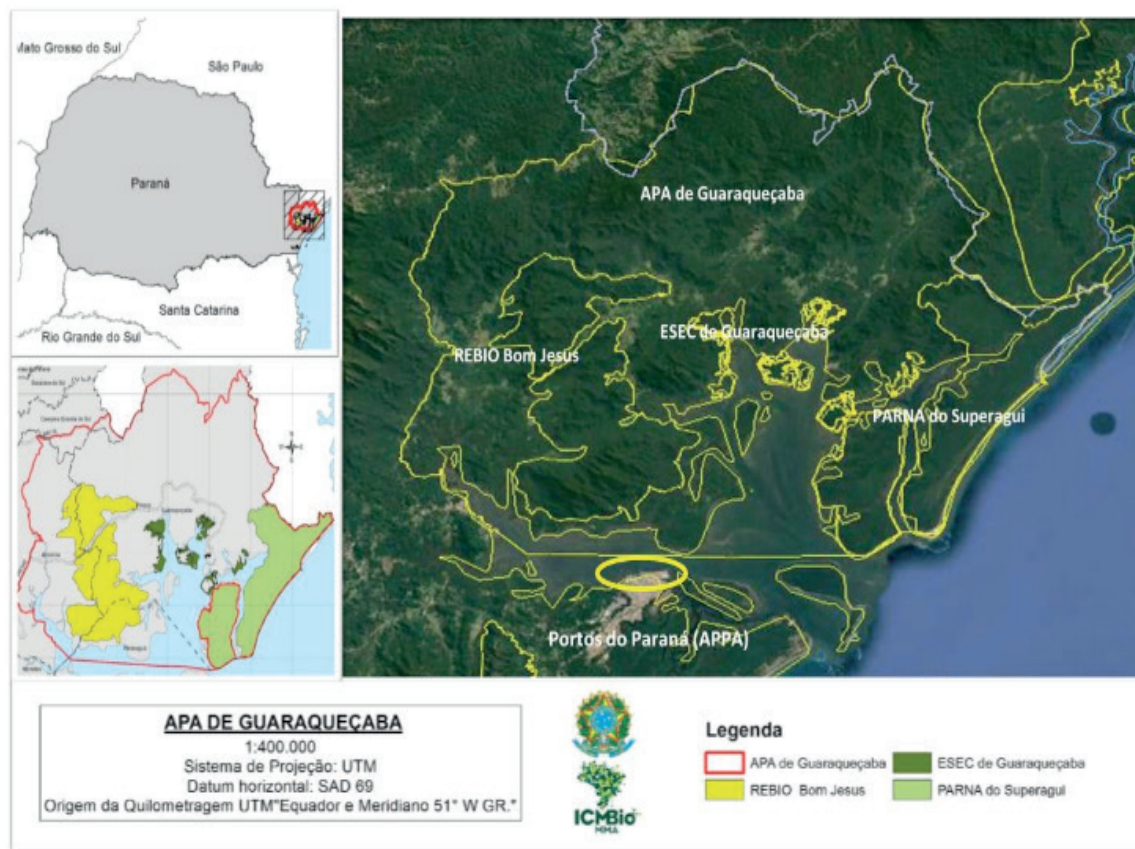 Mato Grosso do Sul
São Paulo
Paraná
Santa Catarina
Rio Grande do Sul
APA de Guaraqueçaba
ESEC de Guaraqueçaba
REBIO Bom Jesus
PARNA do Superagui
Portos do Paraná (APPA)
APA DE GUARAQUEÇABA
1:400.000
Sistema de Projeção: UTM
Datum horizontal: SAD 69
Origem da Quilometragem UTM"Equador e Meridiano 51° W GR."
ICMBio
MMA
Legenda
APA de Guaraqueçaba
ESEC de Guaraqueçaba
REBIO Bom Jesus
PARNA do Superagui